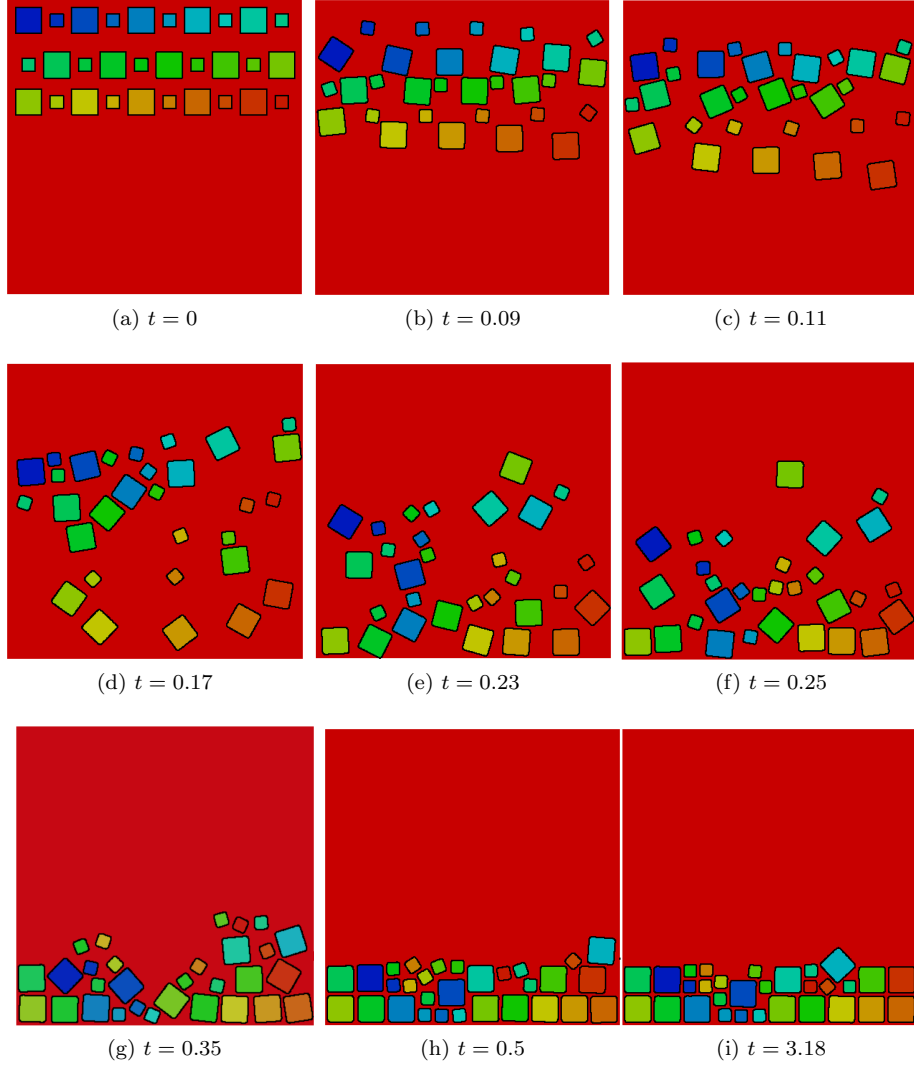 (a) t = 0
(b) t = 0.09
(c) t = 0.11
(d) t = 0.17
(e) t = 0.23
(f) t = 0.25
(g) t = 0.35
(h) t = 0.5
(i) t = 3.18